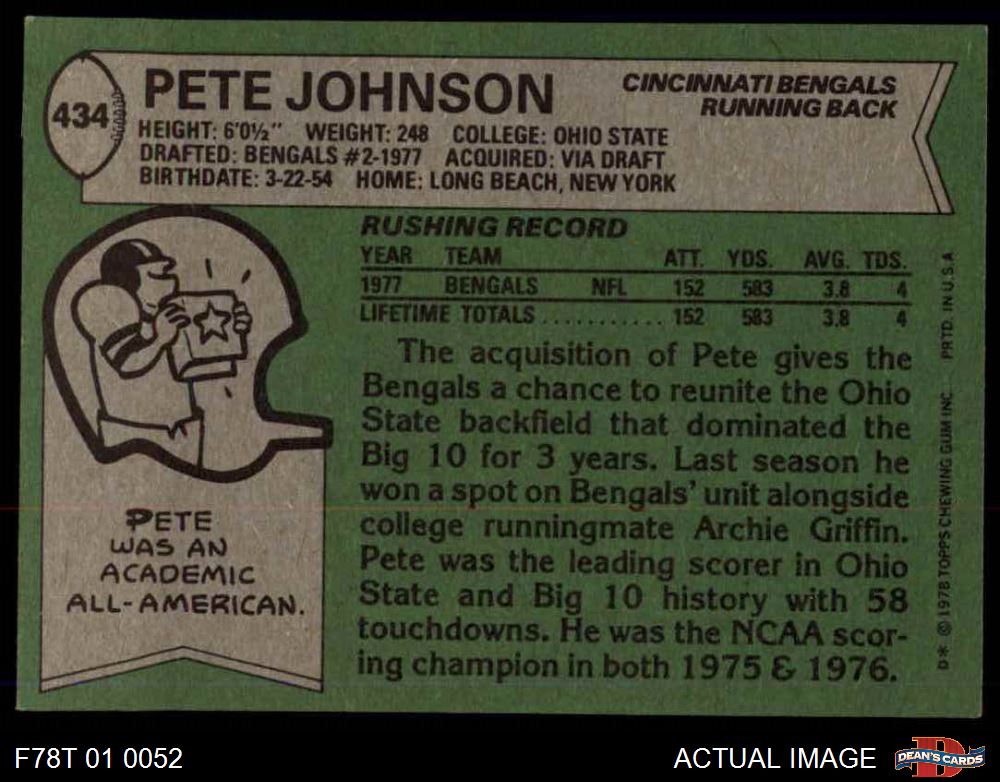 434
PETE JOHNSON
CINCINNATI BENGALS
RUNNING BACK
HEIGHT: 6'0½" WEIGHT: 248 COLLEGE: OHIO STATE
DRAFTED: BENGALS #2-1977 ACQUIRED: VIA DRAFT
BIRTHDATE: 3-22-54 HOME: LONG BEACH, NEW YORK
RUSHING RECORD
YEAR TEAM ATT. YDS. AVG. TDS.
1977 BENGALS NFL 152 583 3.8 4
LIFETIME TOTALS ........... 152 583 3.8 4
The acquisition of Pete gives the
Bengals a chance to reunite the Ohio
State backfield that dominated the
Big 10 for 3 years. Last season he
won a spot on Bengals' unit alongside
college runningmate Archie Griffin.
Pete was the leading scorer in Ohio
State and Big 10 history with 58
touchdowns. He was the NCAA scor-
ing champion in both 1975 & 1976.
PETE
WAS AN
ACADEMIC
ALL-AMERICAN.
D* © 1978 TOPPS CHEWING GUM INC. PRTD. IN U.S.A
F78T 01 0052
ACTUAL IMAGE
D
DEAN'S CARDS